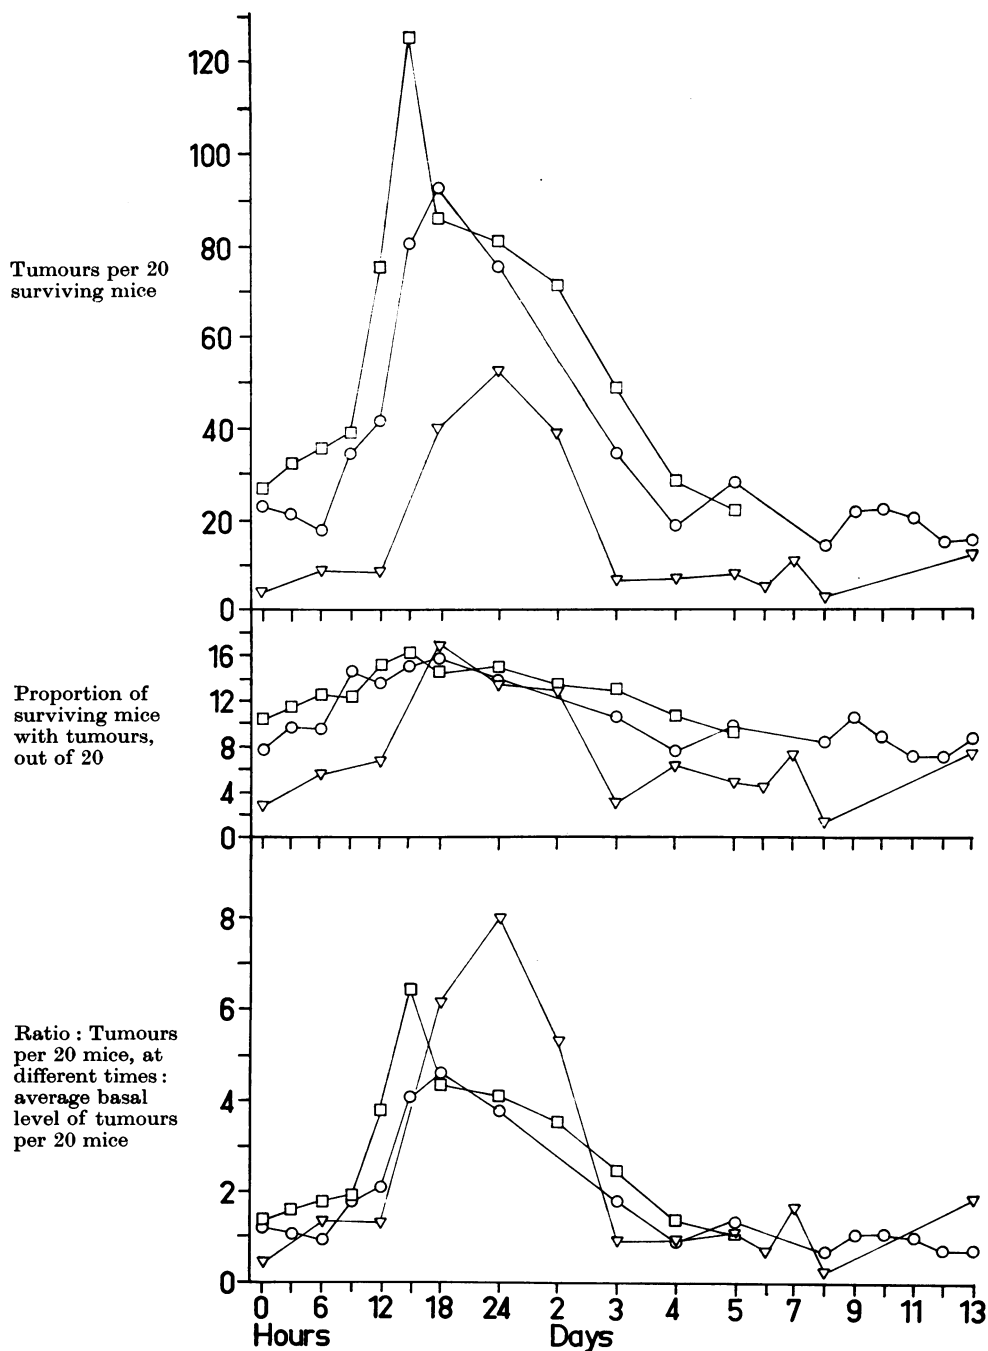 120
100
80
60
40
20
0
Tumours per 20
surviving mice
16
12
8
4
0
Proportion of
surviving mice
with tumours,
out of 20
8
6
4
2
0
Ratio : Tumours
per 20 mice, at
different times :
average basal
level of tumours
per 20 mice
0 6 12 18 24 2 3 4 5 7 9 11 13
Hours Days